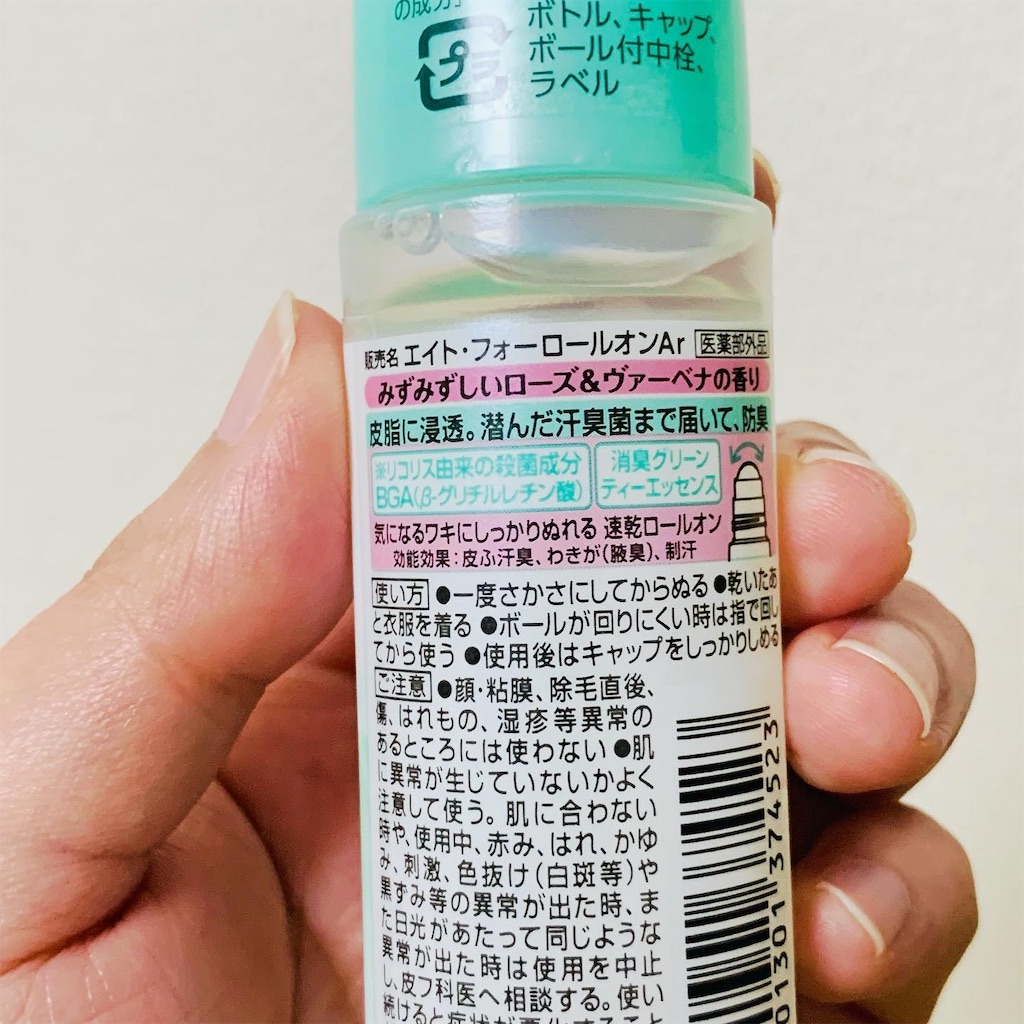 の成分
ボトル、キャップ、
ボール付中栓、
ラベル
プラ
販売名 エイト・フォー ロールオンAr 医薬部外品
みずみずしいローズ&ヴァーベナの香り
皮脂に浸透。潜んだ汗臭菌まで届いて、防臭
※リコリス由来の殺菌成分
BGA(β-グリチルレチン酸)
消臭グリーン
ティーエッセンス
気になるワキにしっかりぬれる 速乾ロールオン
効能効果:皮ふ汗臭、わきが(腋臭)、制汗
使い方 ●一度さかさにしてからぬる ●乾いたあ
と衣服を着る ●ボールが回りにくい時は指で回し
てから使う ●使用後はキャップをしっかりしめる
ご注意 ●顔・粘膜、除毛直後、
傷、はれもの、湿疹等異常の
あるところには使わない ●肌
に異常が生じていないかよく
注意して使う。肌に合わない
時や、使用中、赤み、はれ、かゆ
み、刺激、色抜け(白斑等)や
黒ずみ等の異常が出た時、ま
た日光があたって同じような
異常が出た時は使用を中止
し、皮フ科医へ相談する。使い
続けると症状が悪化すること
01301 374523